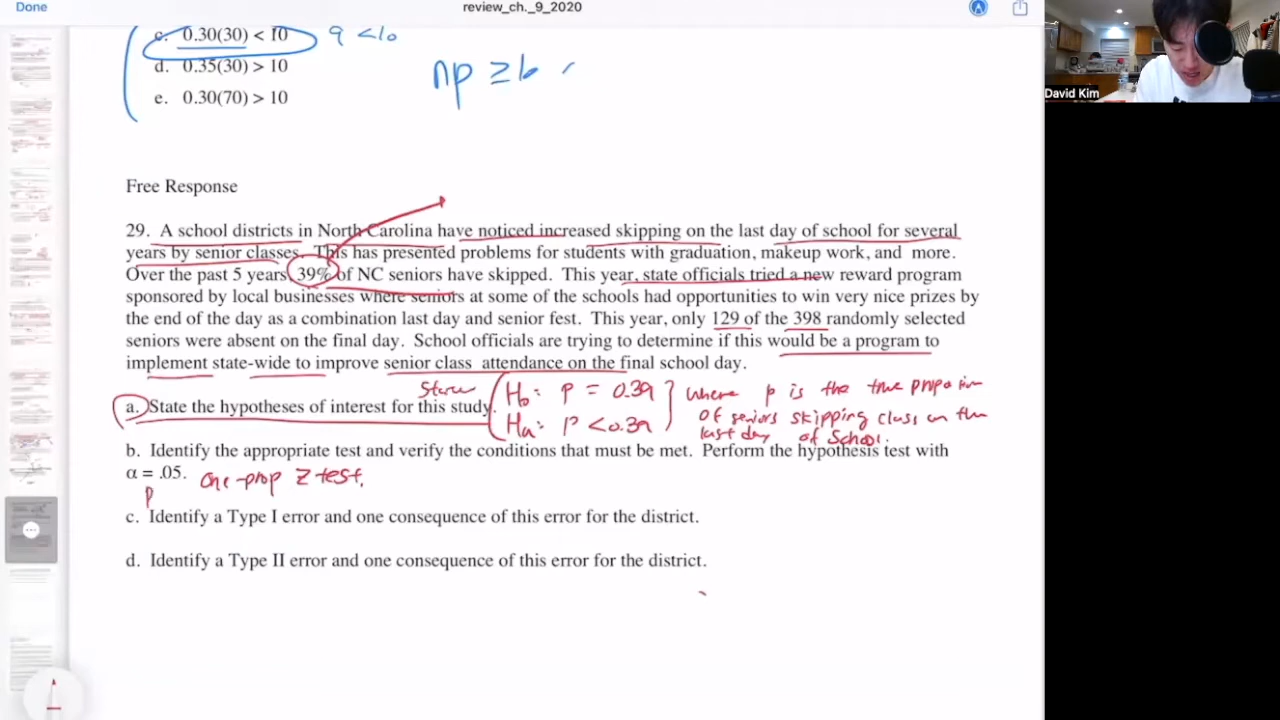 Done
review_ch._9_2020
c. 0.30(30) < 10
9 <10
d. 0.35(30) > 10
np ≥
e. 0.30(70) > 10
David Kim
Free Response
29. A school districts in North Carolina have noticed increased skipping on the last day of school for several
years by senior classes. This has presented problems for students with graduation, makeup work, and more.
Over the past 5 years, 39% of NC seniors have skipped. This year, state officials tried a new reward program
sponsored by local businesses where seniors at some of the schools had opportunities to win very nice prizes by
the end of the day as a combination last day and senior fest. This year, only 129 of the 398 randomly selected
seniors were absent on the final day. School officials are trying to determine if this would be a program to
implement state-wide to improve senior class attendance on the final school day.
H₀: p = 0.39
where p is the true proportion
a. State the hypotheses of interest for this study.
Ha: p < 0.39
of seniors skipping class on the
last day of school.
b. Identify the appropriate test and verify the conditions that must be met. Perform the hypothesis test with
α = .05.
one-prop z test.
p
c. Identify a Type I error and one consequence of this error for the district.
d. Identify a Type II error and one consequence of this error for the district.